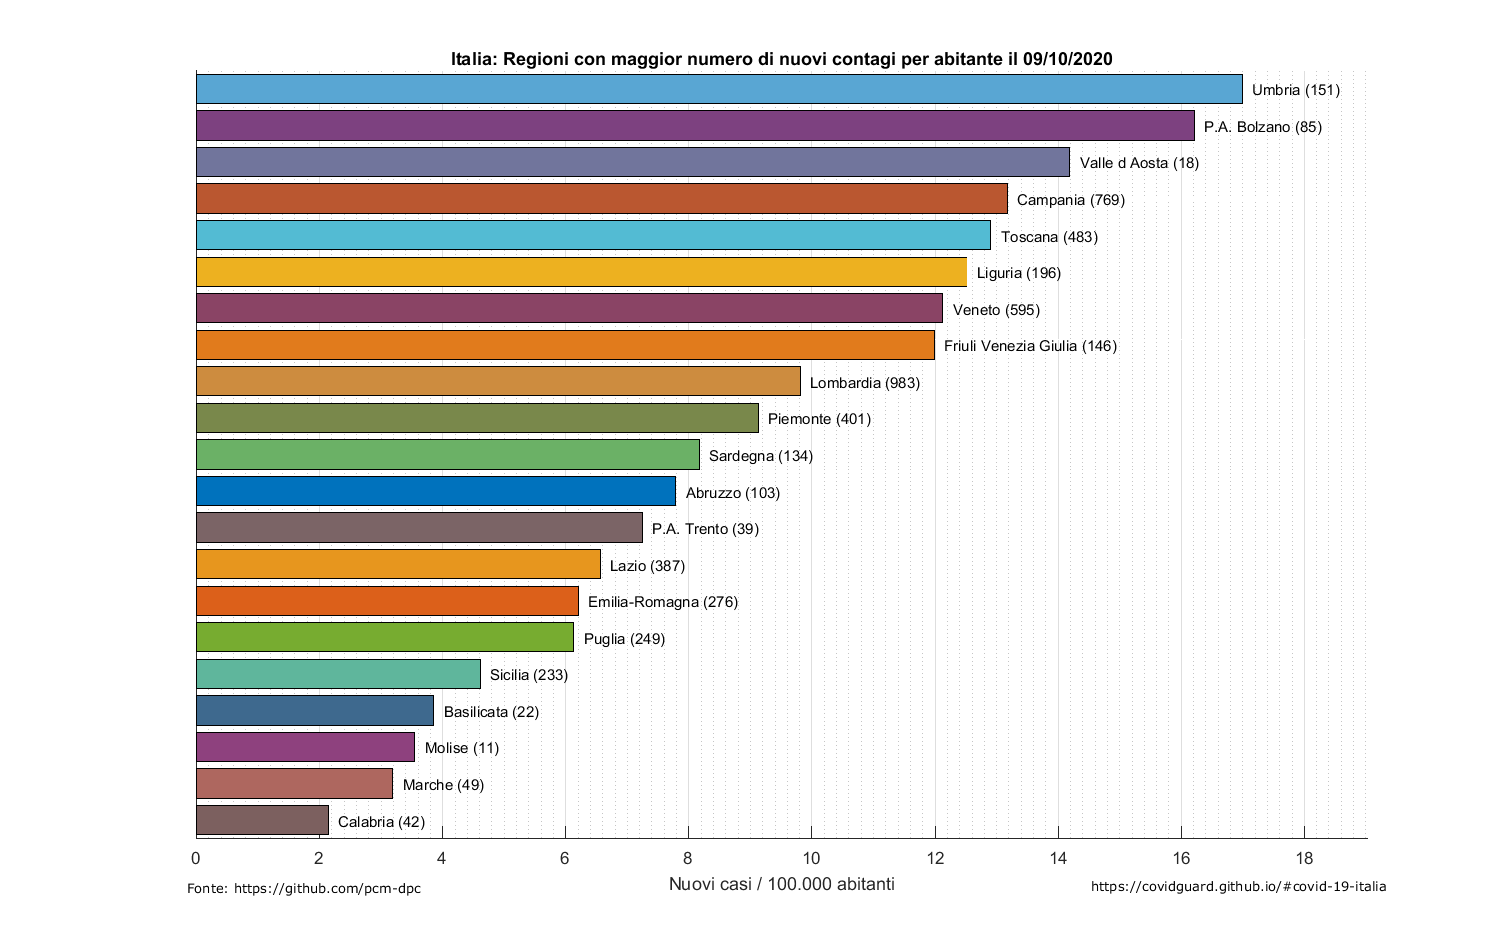 Italia: Regioni con maggior numero di nuovi contagi per abitante il 09/10/2020
Umbria (151)
P.A. Bolzano (85)
Valle d Aosta (18)
Campania (769)
Toscana (483)
Liguria (196)
Veneto (595)
Friuli Venezia Giulia (146)
Lombardia (983)
Piemonte (401)
Sardegna (134)
Abruzzo (103)
P.A. Trento (39)
Lazio (387)
Emilia-Romagna (276)
Puglia (249)
Sicilia (233)
Basilicata (22)
Molise (11)
Marche (49)
Calabria (42)
0 2 4 6 8 10 12 14 16 18
Nuovi casi / 100.000 abitanti
Fonte: https://github.com/pcm-dpc
https://covidguard.github.io/#covid-19-italia